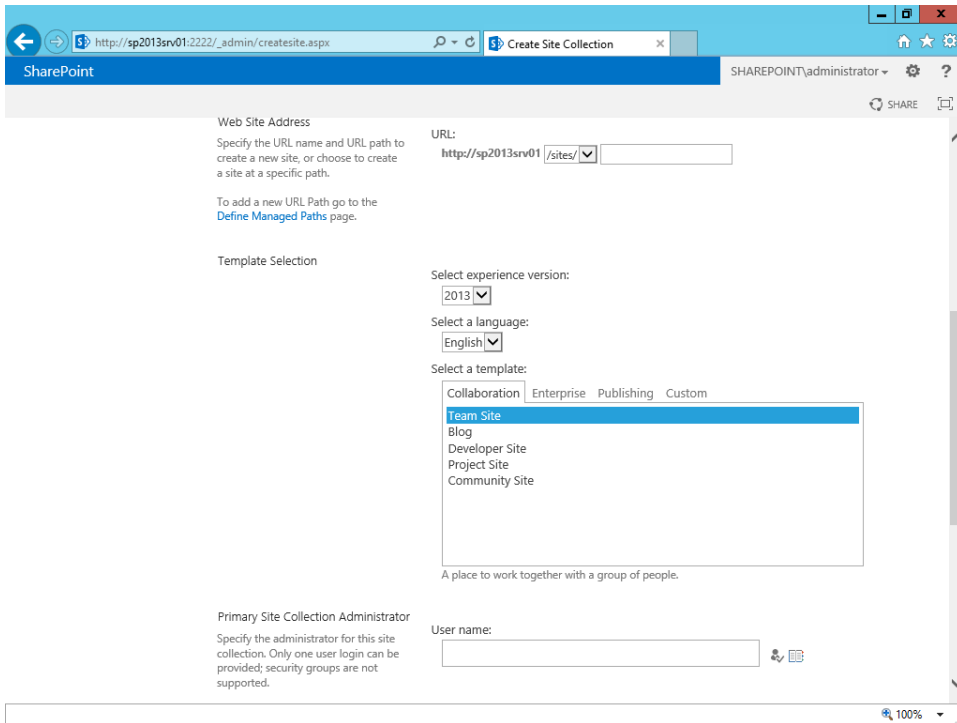 http://sp2013srv01:2222/_admin/createsite.aspx
Create Site Collection
SharePoint
SHAREPOINT\administrator
?
SHARE
Web Site Address
Specify the URL name and URL path to
create a new site, or choose to create
a site at a specific path.
To add a new URL Path go to the
Define Managed Paths page.
URL:
http://sp2013srv01 /sites/
Template Selection
Select experience version:
2013
Select a language:
English
Select a template:
Collaboration Enterprise Publishing Custom
Team Site
Blog
Developer Site
Project Site
Community Site
A place to work together with a group of people.
Primary Site Collection Administrator
Specify the administrator for this site
collection. Only one user login can be
provided; security groups are not
supported.
User name:
100%